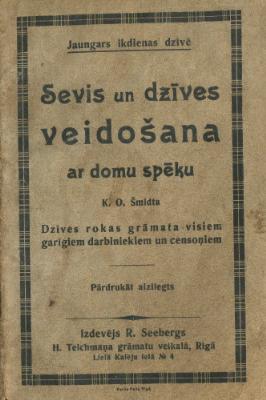 Jaungars ikdienas dzīvē
Sevis un dzīves
veidošana
ar domu spēku
K. O. Šmidta
Dzīves rokas grāmata visiem
garīgiem darbiniekiem un censoņiem
Pārdrukāt aizliegts
Izdevējs R. Seebergs
H. Teichmaņa grāmatu veikalā, Rīgā
Lielā Kalēju ielā № 4